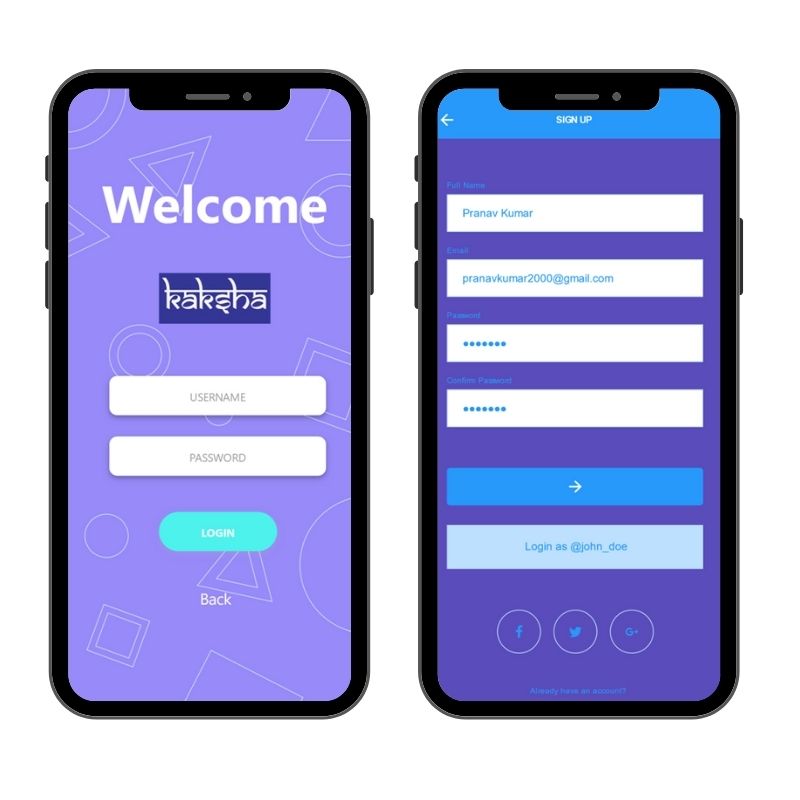 Welcome
kaksha
USERNAME
PASSWORD
LOGIN
Back
SIGN UP
Full Name
Pranav Kumar
Email
pranavkumar2000@gmail.com
Password
•••••••
Confirm Password
•••••••
Login as @john_doe
Already have an account?